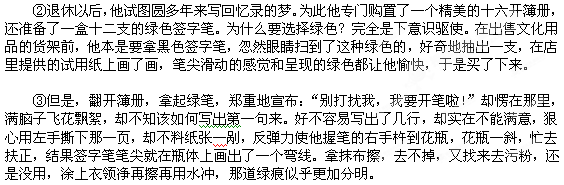 ②退休以后,他试图圆多年来写回忆录的梦。为此他专门购置了一个精美的十六开薄册,
还准备了一盒十二支的绿色签字笔。为什么要选择绿色?完全是下意识驱使。在出售文化用
品的货架前,他本是要拿黑色签字笔,忽然眼睛扫到了这种绿色的,好奇地抽出一支,在店
里提供的试用纸上画了画,笔尖滑动的感觉和呈现的绿色都让他愉快,于是买了下来。
③但是,翻开薄册,拿起绿笔,郑重地宣布:“别打扰我,我要开笔啦!”却愣在那里,
满脑子飞花飘絮,却不知该如何写出第一句来。好不容易写出了几行,却实在不能满意,狠
心用左手撕下那一页,却不料纸张一剐,反弹力使他握笔的右手杵到花瓶,花瓶一斜,忙去
扶正,结果签字笔笔尖就在瓶体上画出了一个弯线。拿抹布擦,去不掉,又找来去污粉,还
是没用,涂上衣领净再擦再用水冲,那道绿痕似乎更加分明。